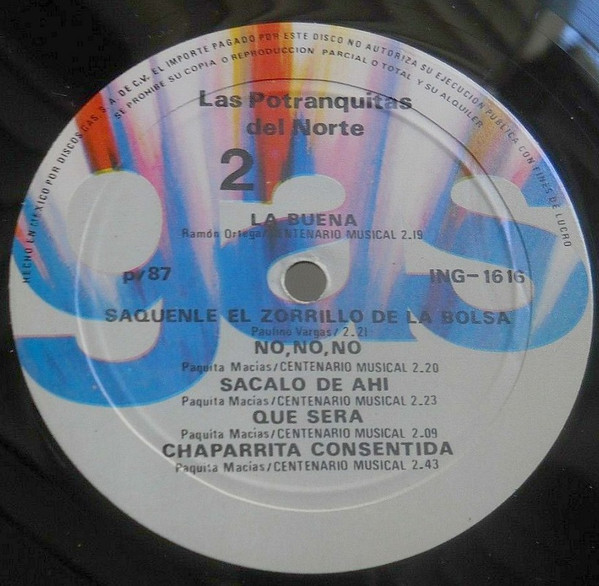 HECHO EN MEXICO POR DISCOS GAS, S.A. DE C.V. EL IMPORTE PAGADO POR ESTE DISCO NO AUTORIZA SU EJECUCION PUBLICA CON FINES DE LUCRO
SE PROHIBE SU COPIA O REPRODUCCION PARCIAL O TOTAL Y SU ALQUILER
gas
Las Potranquitas
del Norte
2
LA BUENA
Ramón Ortega/CENTENARIO MUSICAL 2.19
p/87
ING-1616
SAQUENLE EL ZORRILLO DE LA BOLSA
Paulino Vargas/ 2.21
NO,NO,NO
Paquita Macias/CENTENARIO MUSICAL 2.20
SACALO DE AHI
Paquita Macias/CENTENARIO MUSICAL 2.23
QUE SERA
Paquita Macias/CENTENARIO MUSICAL 2.09
CHAPARRITA CONSENTIDA
Paquita Macias/CENTENARIO MUSICAL 2.43